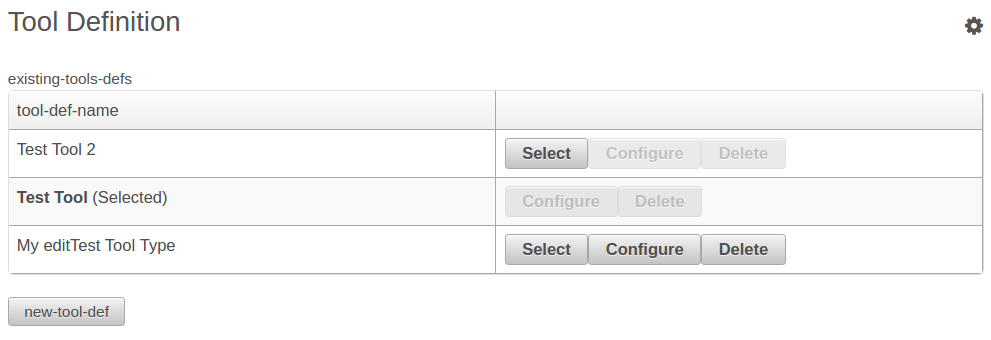 Tool Definition
existing-tools-defs
tool-def-name
Test Tool 2 Select Configure Delete
Test Tool (Selected) Configure Delete
My editTest Tool Type Select Configure Delete
new-tool-def